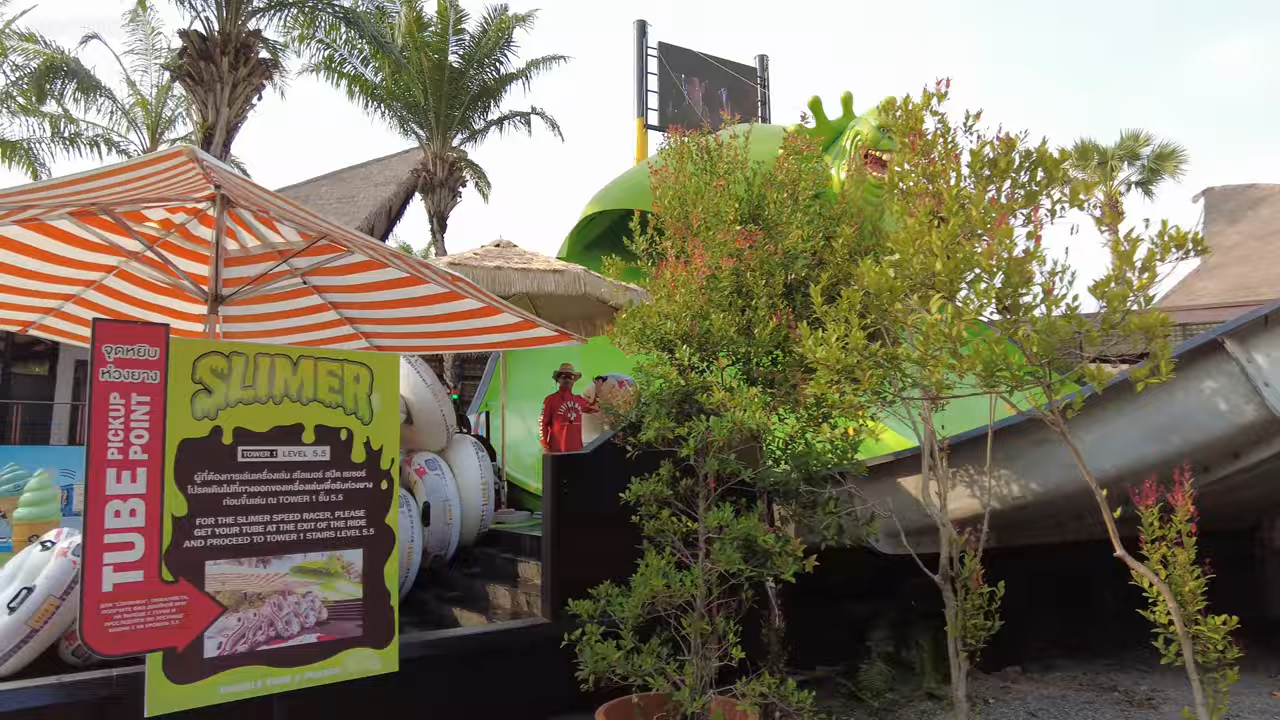 จุดหยิบ
ห่วงยาง
TUBE PICKUP POINT
SLIMER
TOWER 1 LEVEL 5.5
ผู้ที่ต้องการเล่นเครื่องเล่น สไลเมอร์ สปีด เรซเซอร์
โปรดเดินไปที่ทางออกของเครื่องเล่นเพื่อรับห่วงยาง
ก่อนขึ้นเล่น ณ TOWER 1 ชั้น 5.5
FOR THE SLIMER SPEED RACER, PLEASE
GET YOUR TUBE AT THE EXIT OF THE RIDE
AND PROCEED TO TOWER 1 STAIRS LEVEL 5.5